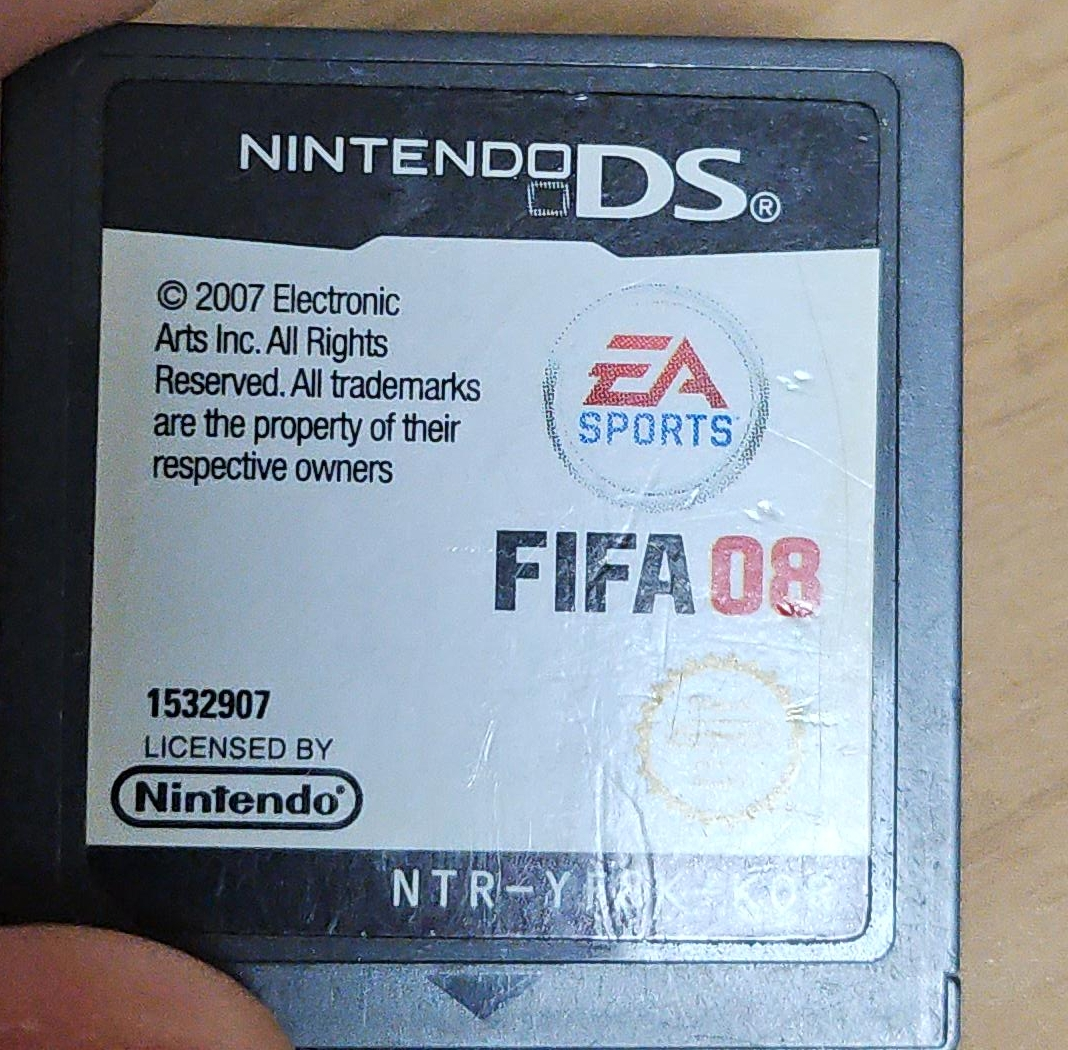 NINTENDO DS®
© 2007 Electronic
Arts Inc. All Rights
Reserved. All trademarks
are the property of their
respective owners
EA
SPORTS
FIFA 08
1532907
LICENSED BY
Nintendo®